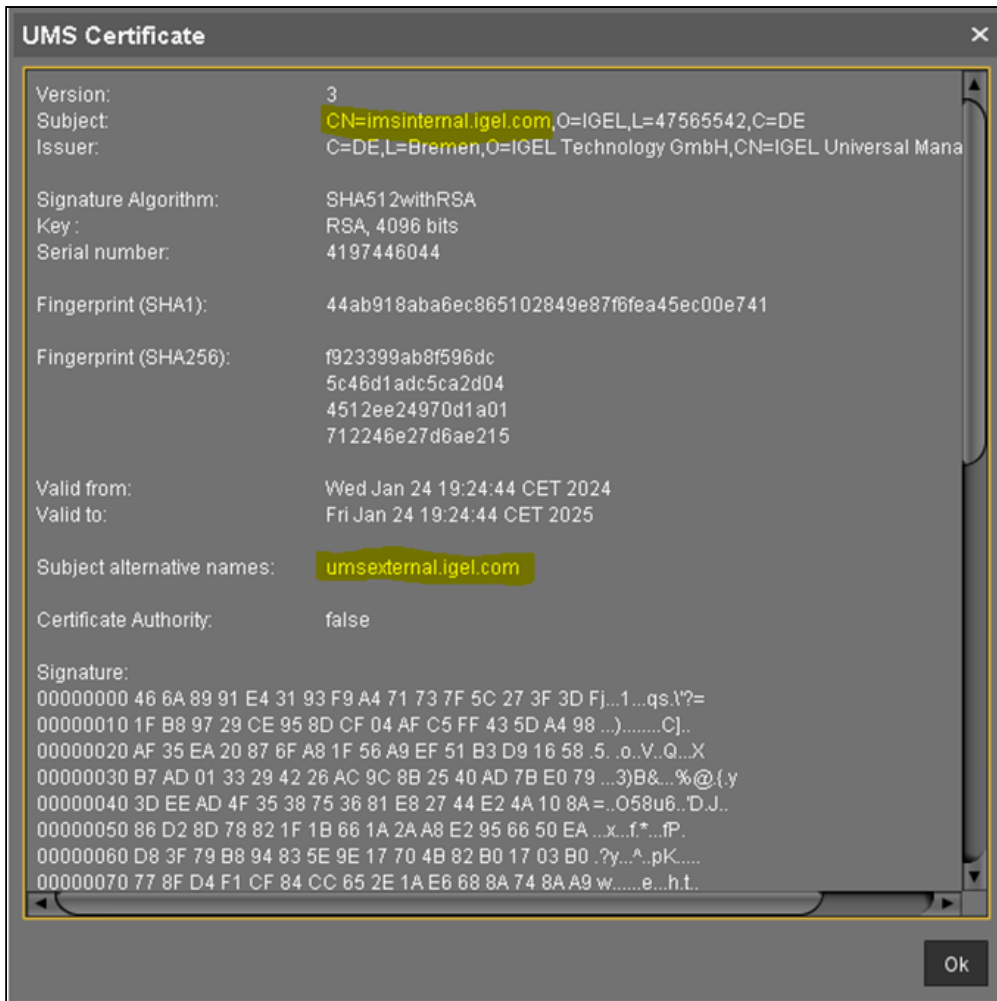 UMS Certificate
Version: 3
Subject: CN=imsinternal.igel.com,O=IGEL,L=47565542,C=DE
Issuer: C=DE,L=Bremen,O=IGEL Technology GmbH,CN=IGEL Universal Mana
Signature Algorithm: SHA512withRSA
Key : RSA, 4096 bits
Serial number: 4197446044
Fingerprint (SHA1): 44ab918aba6ec865102849e87f6fea45ec00e741
Fingerprint (SHA256): f923399ab8f596dc
5c46d1adc5ca2d04
4512ee24970d1a01
712246e27d6ae215
Valid from: Wed Jan 24 19:24:44 CET 2024
Valid to: Fri Jan 24 19:24:44 CET 2025
Subject alternative names: umsexternal.igel.com
Certificate Authority: false
Signature:
00000000 46 6A 89 91 E4 31 93 F9 A4 71 73 7F 5C 27 3F 3D Fj...1...qs.\'?=
00000010 1F B8 97 29 CE 95 8D CF 04 AF C5 FF 43 5D A4 98 ...)........C]..
00000020 AF 35 EA 20 87 6F A8 1F 56 A9 EF 51 B3 D9 16 58 .5. .o..V..Q...X
00000030 B7 AD 01 33 29 42 26 AC 9C 8B 25 40 AD 7B E0 79 ...3)B&...%@.{.y
00000040 3D EE AD 4F 35 38 75 36 81 E8 27 44 E2 4A 10 8A =..O58u6..'D.J..
00000050 86 D2 8D 78 82 1F 1B 66 1A 2A A8 E2 95 66 50 EA ...x...f.*...fP.
00000060 D8 3F 79 B8 94 83 5E 9E 17 70 4B 82 B0 17 03 B0 .?y...^..pK.....
00000070 77 8F D4 F1 CF 84 CC 65 2E 1A E6 68 8A 74 8A A9 w......e...h.t..
Ok